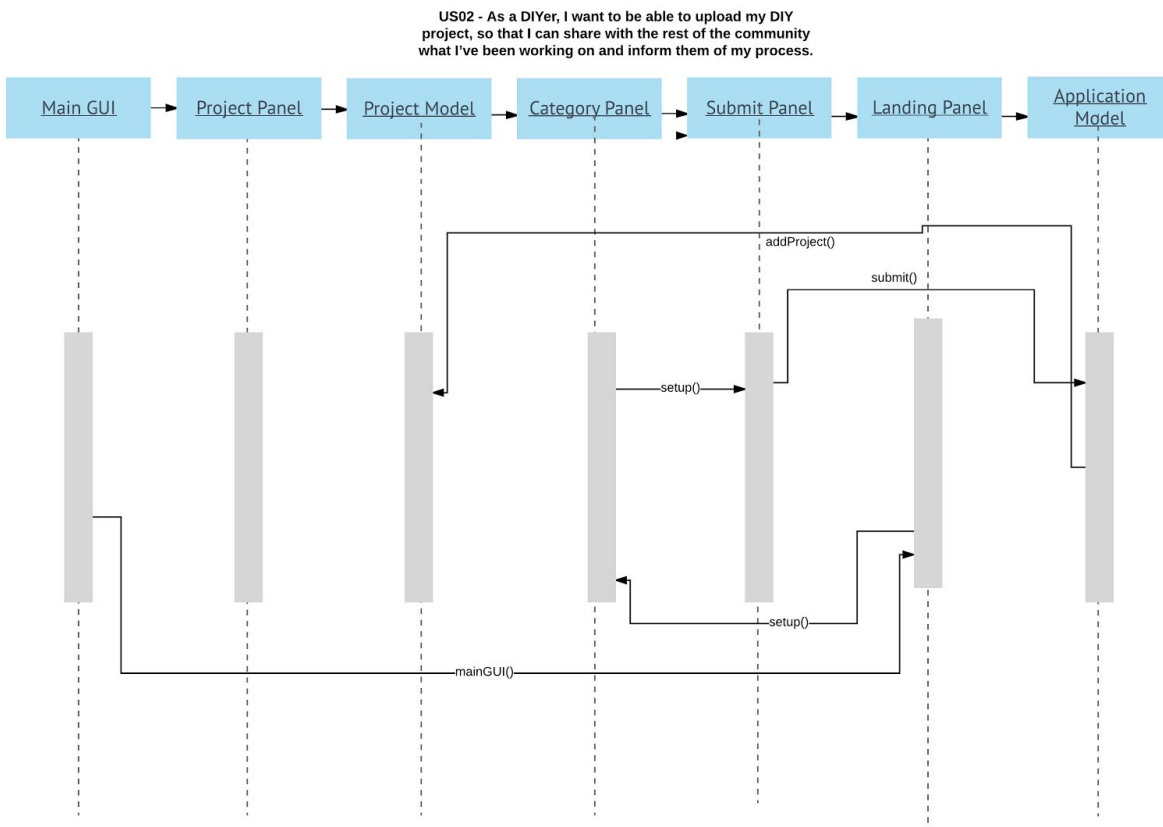 US02 - As a DIYer, I want to be able to upload my DIY
project, so that I can share with the rest of the community
what I've been working on and inform them of my process.
Main GUI
Project Panel
Project Model
Category Panel
Submit Panel
Landing Panel
Application
Model
addProject()
submit()
setup()
setup()
mainGUI()